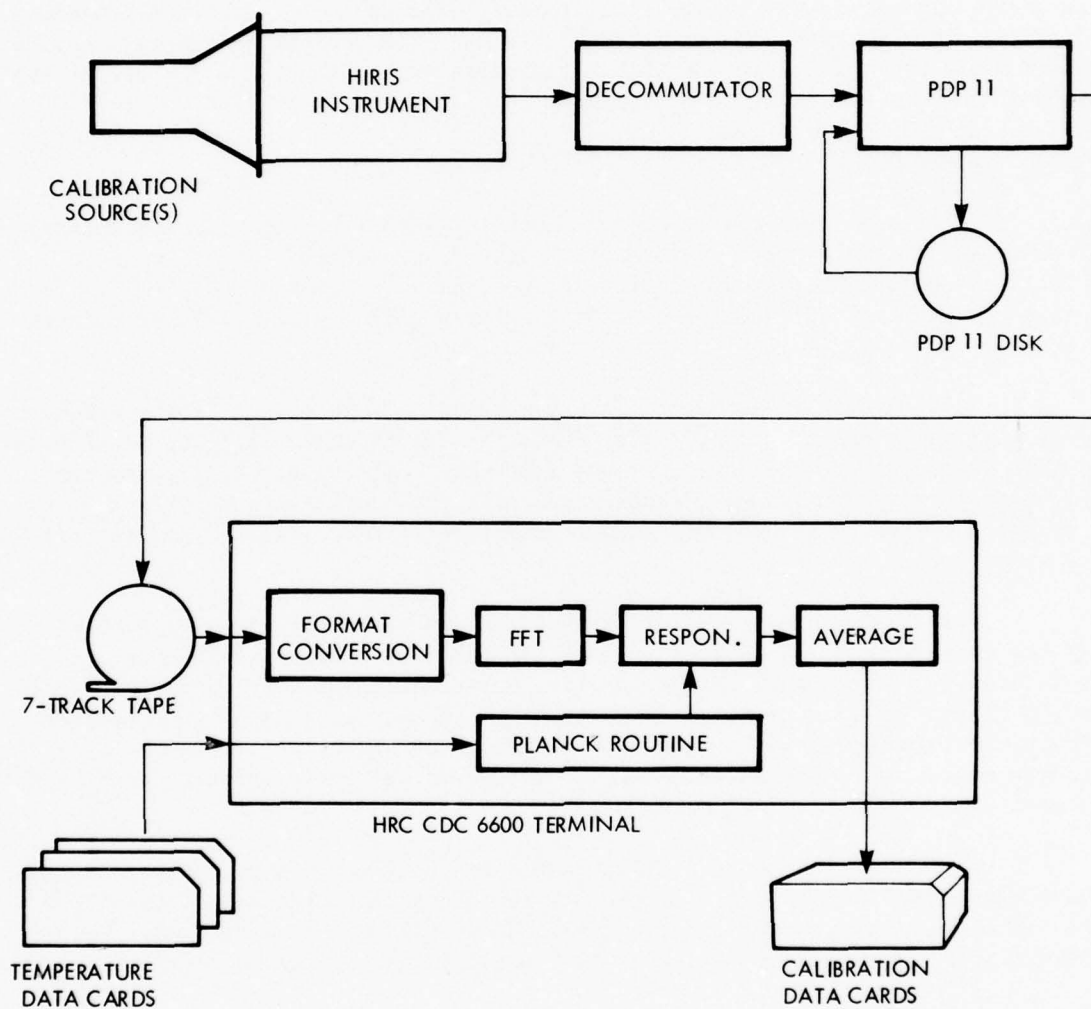 HIRIS
INSTRUMENT
DECOMMUTATOR
PDP 11
CALIBRATION
SOURCE(S)
PDP 11 DISK
FORMAT
CONVERSION
FFT
RESPON.
AVERAGE
7-TRACK TAPE
PLANCK ROUTINE
HRC CDC 6600 TERMINAL
TEMPERATURE
DATA CARDS
CALIBRATION
DATA CARDS